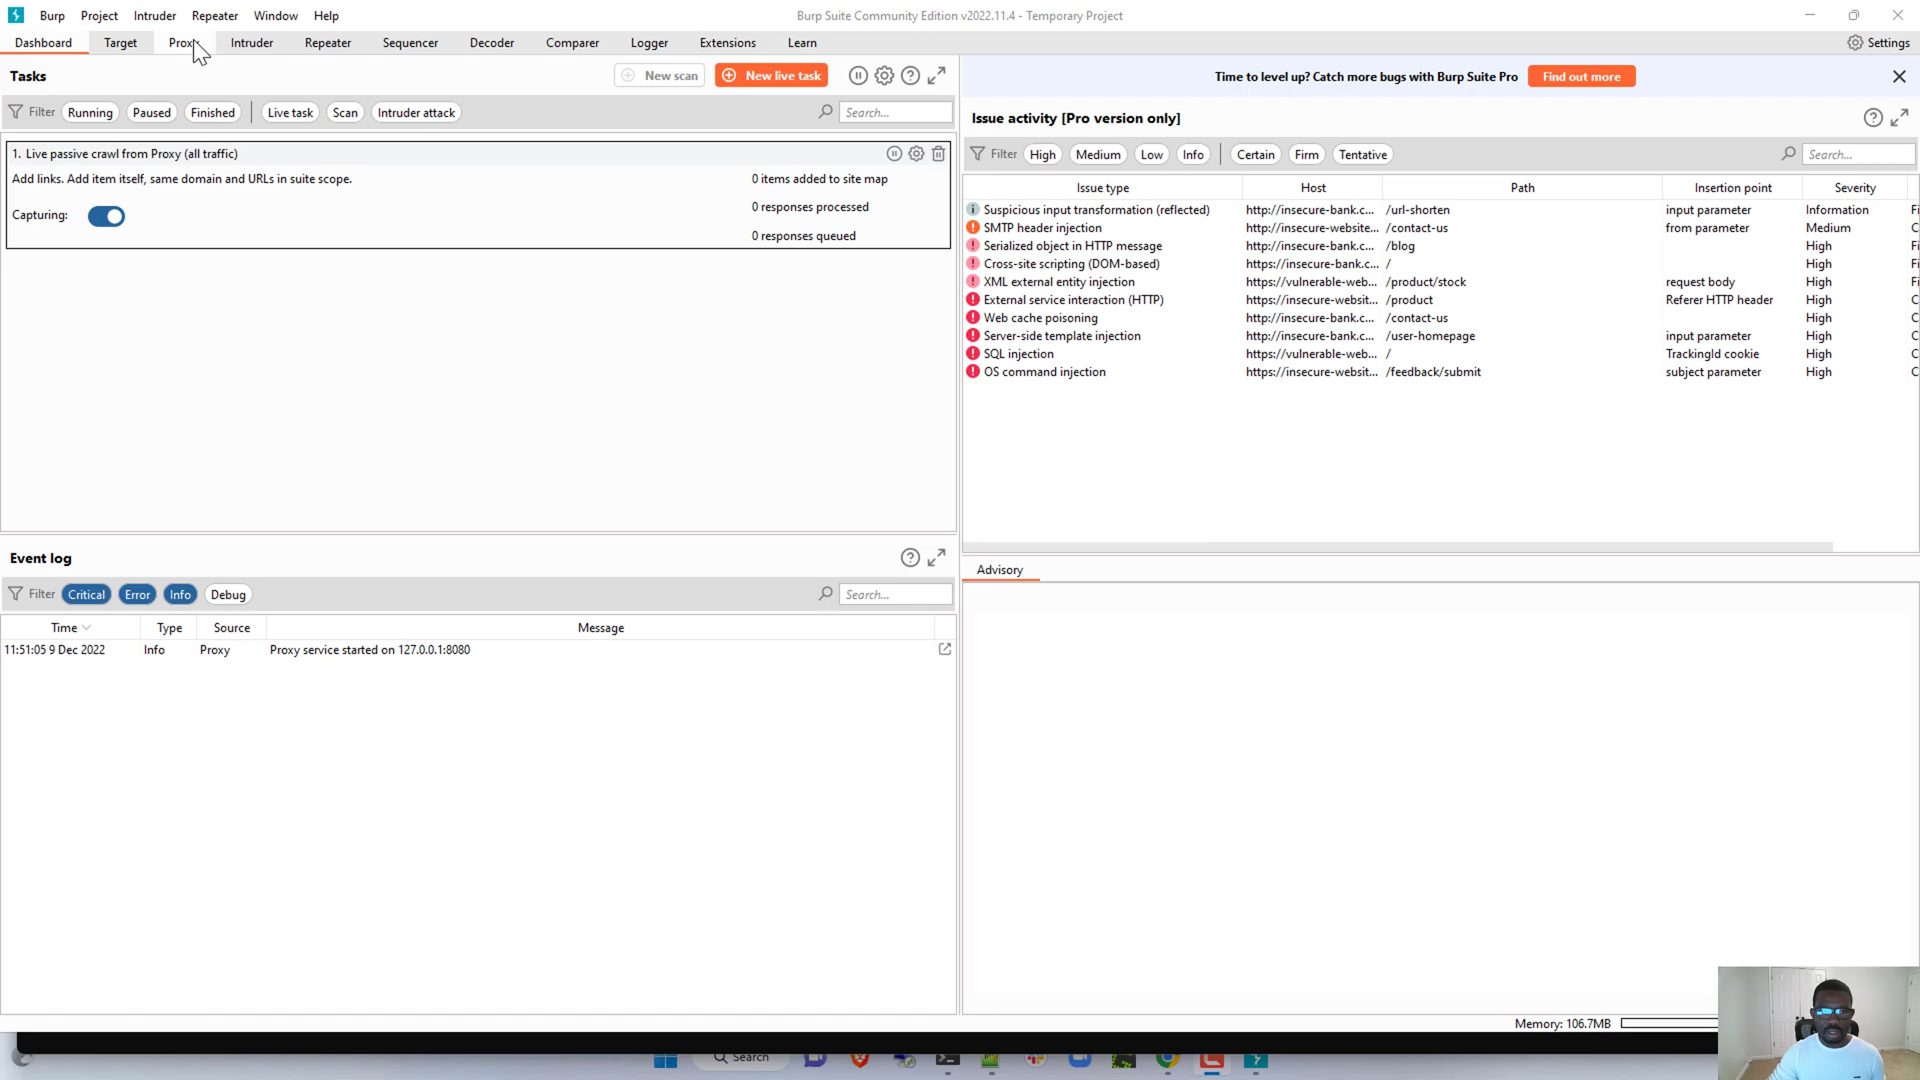 Burp Project Intruder Repeater Window Help
Burp Suite Community Edition v2022.11.4 - Temporary Project
Dashboard Target Proxy Intruder Repeater Sequencer Decoder Comparer Logger Extensions Learn
Settings
Tasks
New scan
New live task
Filter Running Paused Finished Live task Scan Intruder attack
Search...
1. Live passive crawl from Proxy (all traffic)
Add links. Add item itself, same domain and URLs in suite scope.
0 items added to site map
Capturing:
0 responses processed
0 responses queued
Event log
Filter Critical Error Info Debug
Search...
Time Type Source Message
11:51:05 9 Dec 2022 Info Proxy Proxy service started on 127.0.0.1:8080
Time to level up? Catch more bugs with Burp Suite Pro
Find out more
Issue activity [Pro version only]
Filter High Medium Low Info Certain Firm Tentative
Search...
Issue type Host Path Insertion point Severity
Suspicious input transformation (reflected) http://insecure-bank.c... /url-shorten input parameter Information Fi
SMTP header injection http://insecure-website... /contact-us from parameter Medium C
Serialized object in HTTP message http://insecure-bank.c... /blog High Fi
Cross-site scripting (DOM-based) https://insecure-bank.c... / High Fi
XML external entity injection https://vulnerable-web... /product/stock request body High Fi
External service interaction (HTTP) https://insecure-websit... /product Referer HTTP header High C
Web cache poisoning http://insecure-bank.c... /contact-us High C
Server-side template injection http://insecure-bank.c... /user-homepage input parameter High C
SQL injection https://vulnerable-web... / TrackingId cookie High C
OS command injection https://insecure-websit... /feedback/submit subject parameter High C
Advisory
Memory: 106.7MB
Search